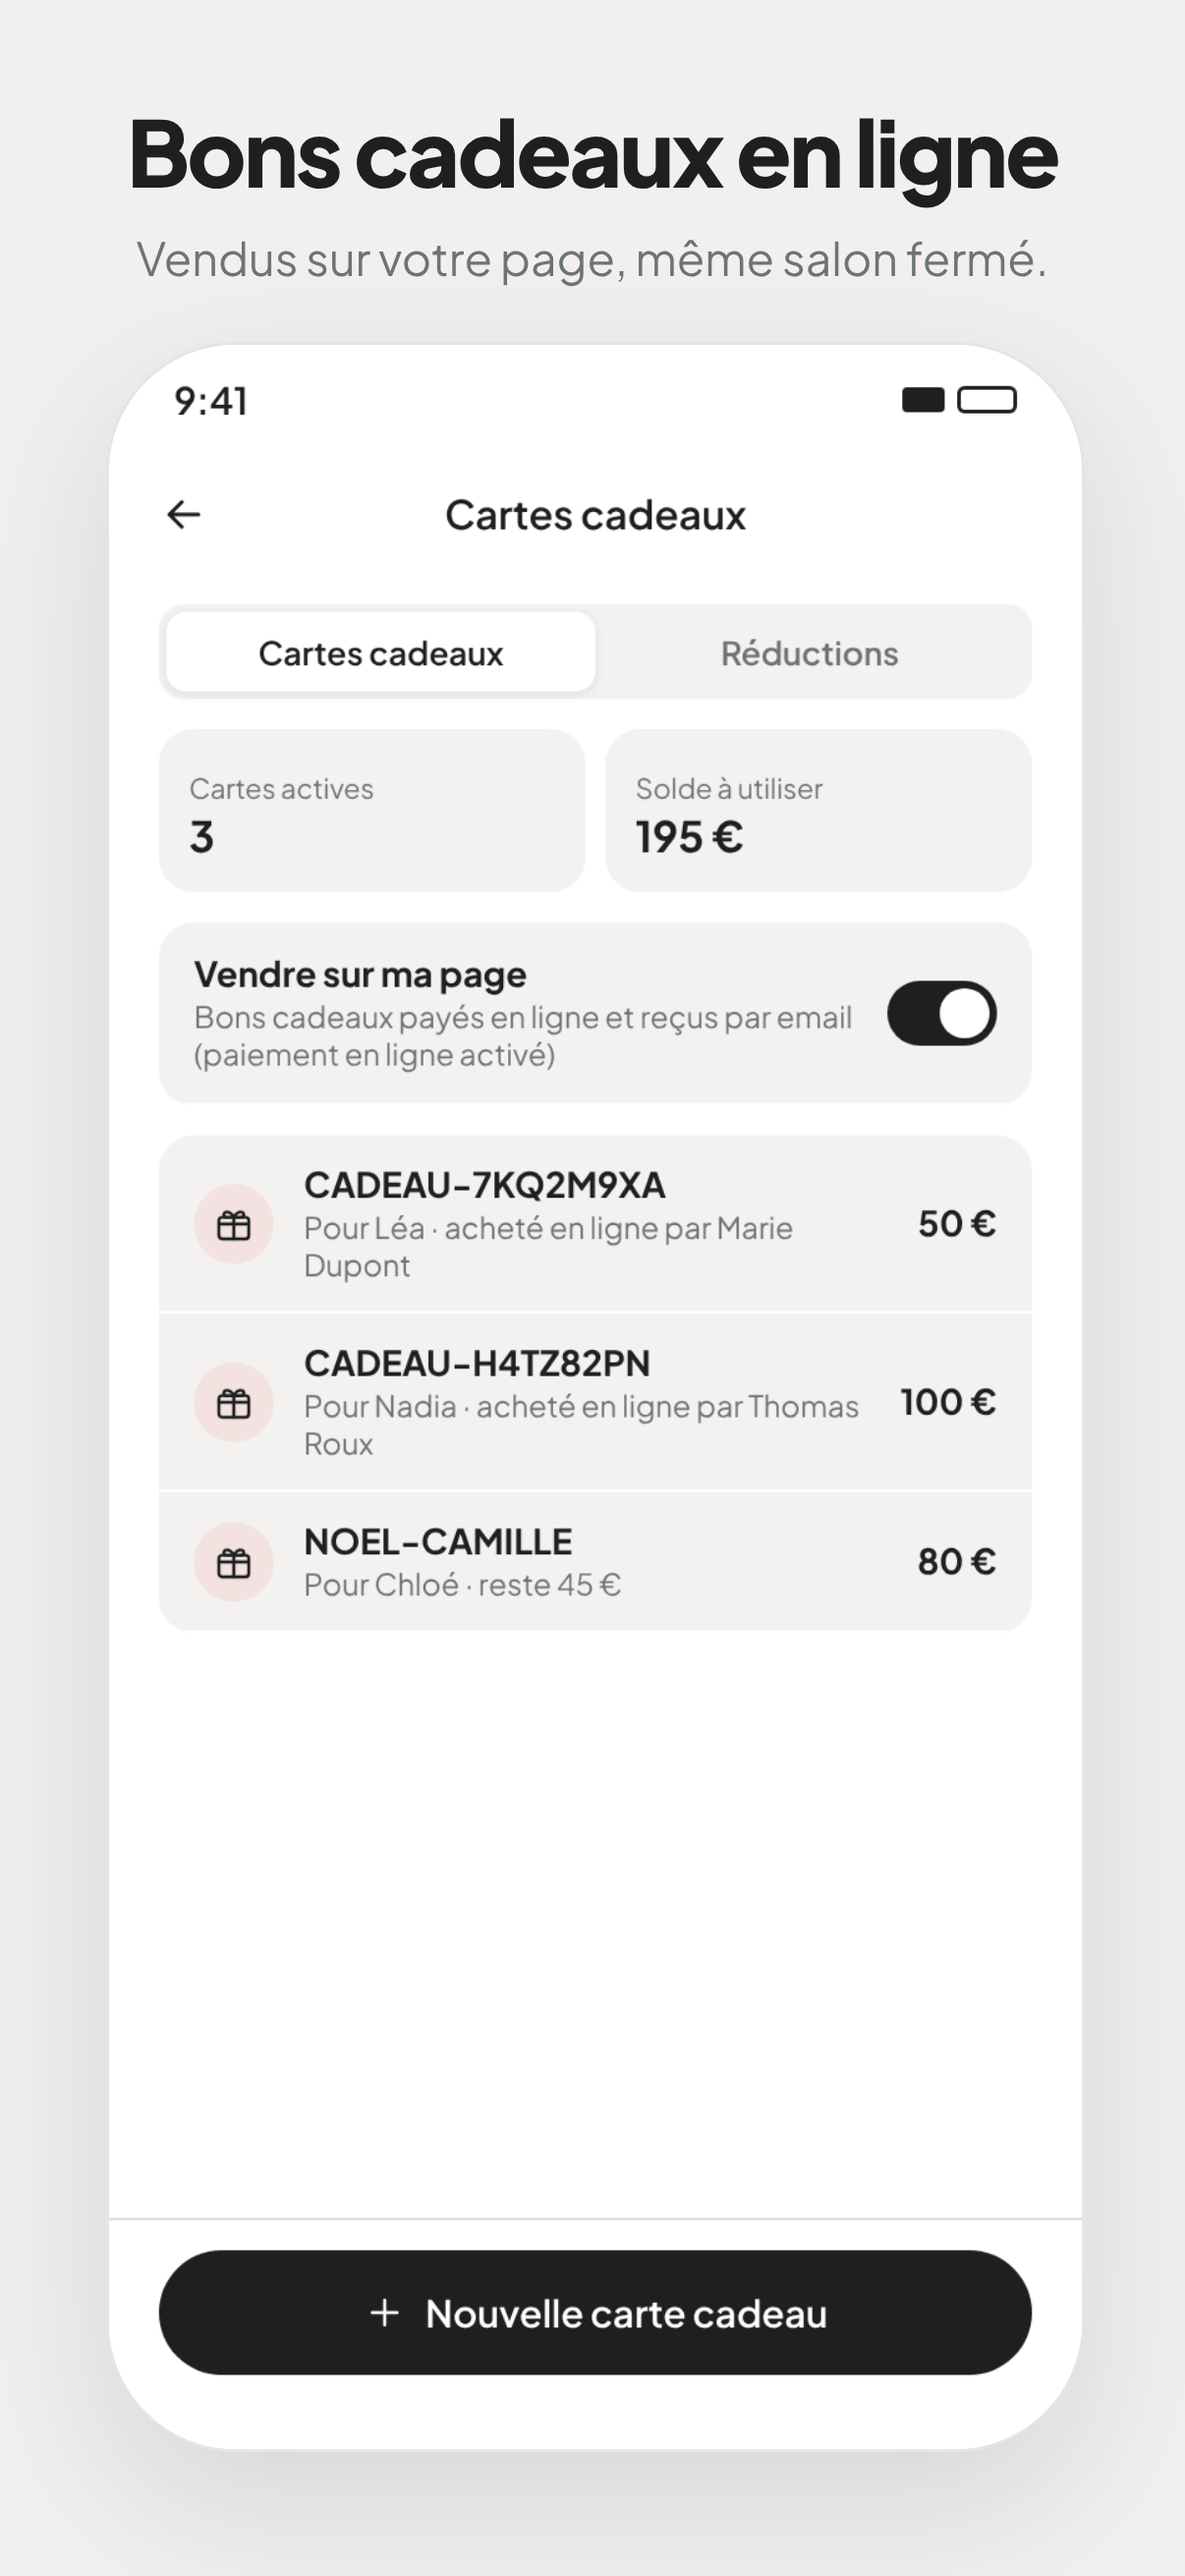 Bons cadeaux en ligne
Vendus sur votre page, même salon fermé.
9:41
Cartes cadeaux
Cartes cadeaux
Réductions
Cartes actives
3
Solde à utiliser
195 €
Vendre sur ma page
Bons cadeaux payés en ligne et reçus par email
(paiement en ligne activé)
CADEAU-7KQ2M9XA
Pour Léa · acheté en ligne par Marie
Dupont
50 €
CADEAU-H4TZ82PN
Pour Nadia · acheté en ligne par Thomas
Roux
100 €
NOEL-CAMILLE
Pour Chloé · reste 45 €
80 €
+ Nouvelle carte cadeau